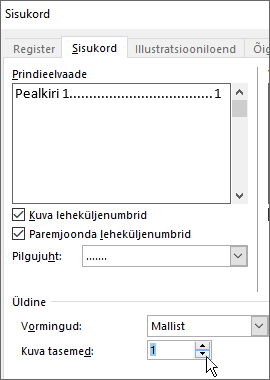 Sisukord
Register Sisukord Illustratsiooniloend Õig
Prindieelvaade
Pealkiri 1........................................1
Kuva leheküljenumbrid
Paremjoonda leheküljenumbrid
Pilgujuht: .......
Üldine
Vormingud: Mallist
Kuva tasemed: 1